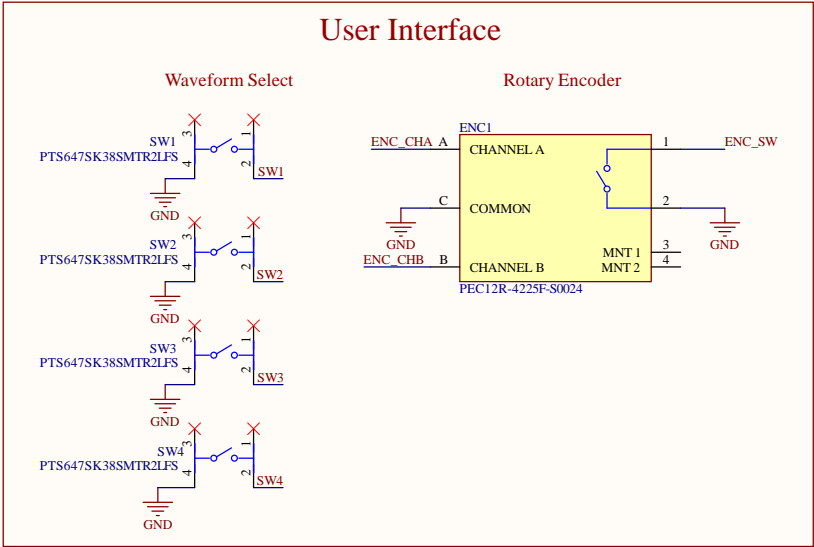 User Interface
Waveform Select
Rotary Encoder
3
1
SW1
PTS647SK38SMTR2LFS
4
2
SW1
GND
3
1
SW2
PTS647SK38SMTR2LFS
4
2
SW2
GND
3
1
SW3
PTS647SK38SMTR2LFS
4
2
SW3
GND
3
1
SW4
PTS647SK38SMTR2LFS
4
2
SW4
GND
ENC1
ENC_CHA A CHANNEL A
1 ENC_SW
C COMMON
2
GND
GND
MNT 1 3
ENC_CHB B CHANNEL B
MNT 2 4
PEC12R-4225F-S0024